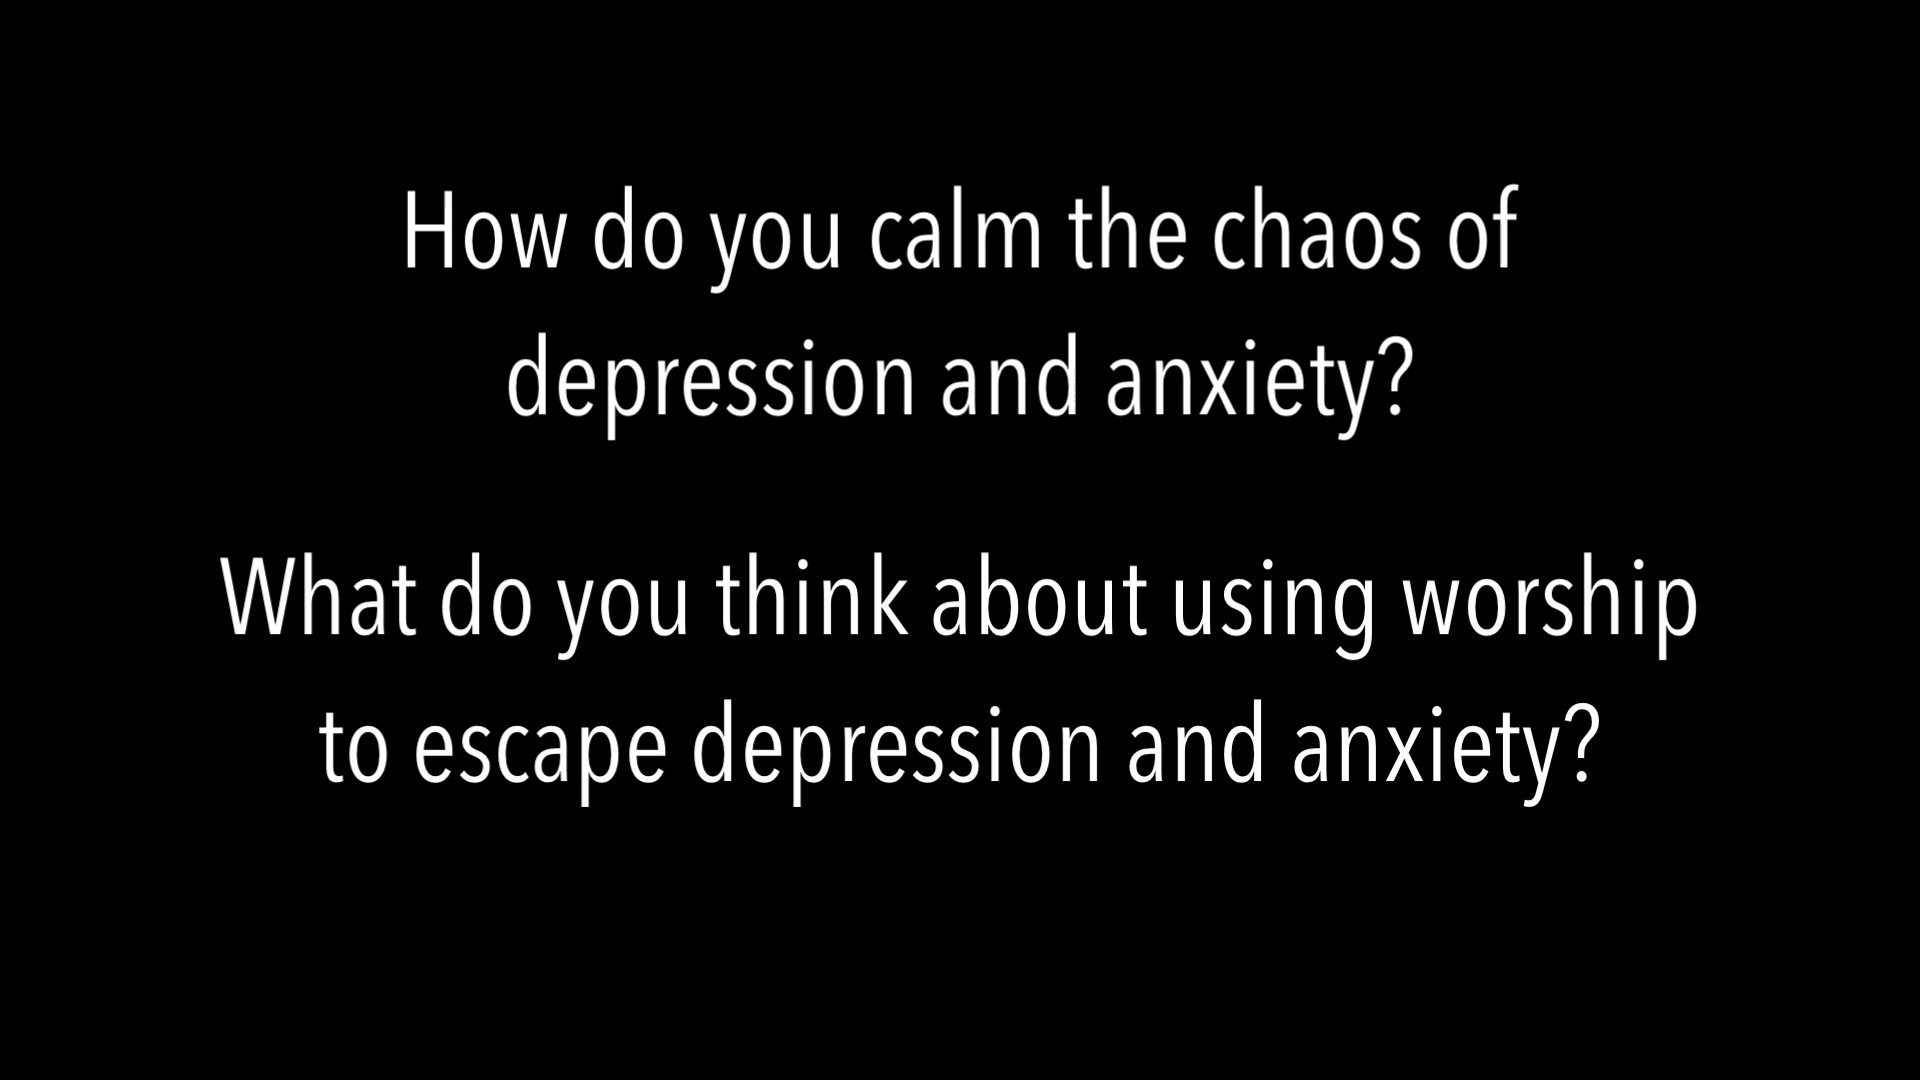 How do you calm the chaos of
depression and anxiety?
What do you think about using worship
to escape depression and anxiety?